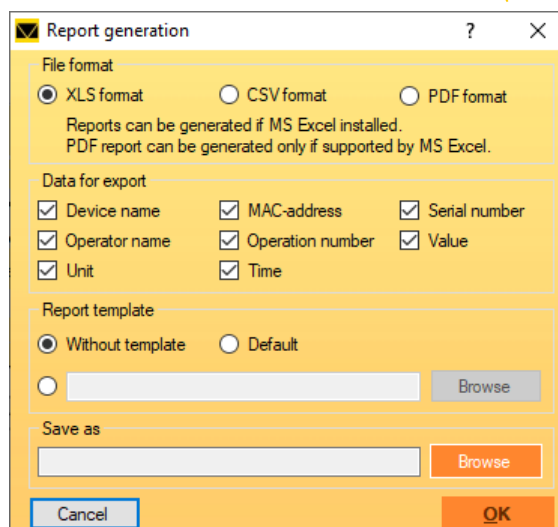 Report generation
File format
XLS format CSV format PDF format
Reports can be generated if MS Excel installed.
PDF report can be generated only if supported by MS Excel.
Data for export
Device name MAC-address Serial number
Operator name Operation number Value
Unit Time
Report template
Without template Default
Browse
Save as
Browse
Cancel OK